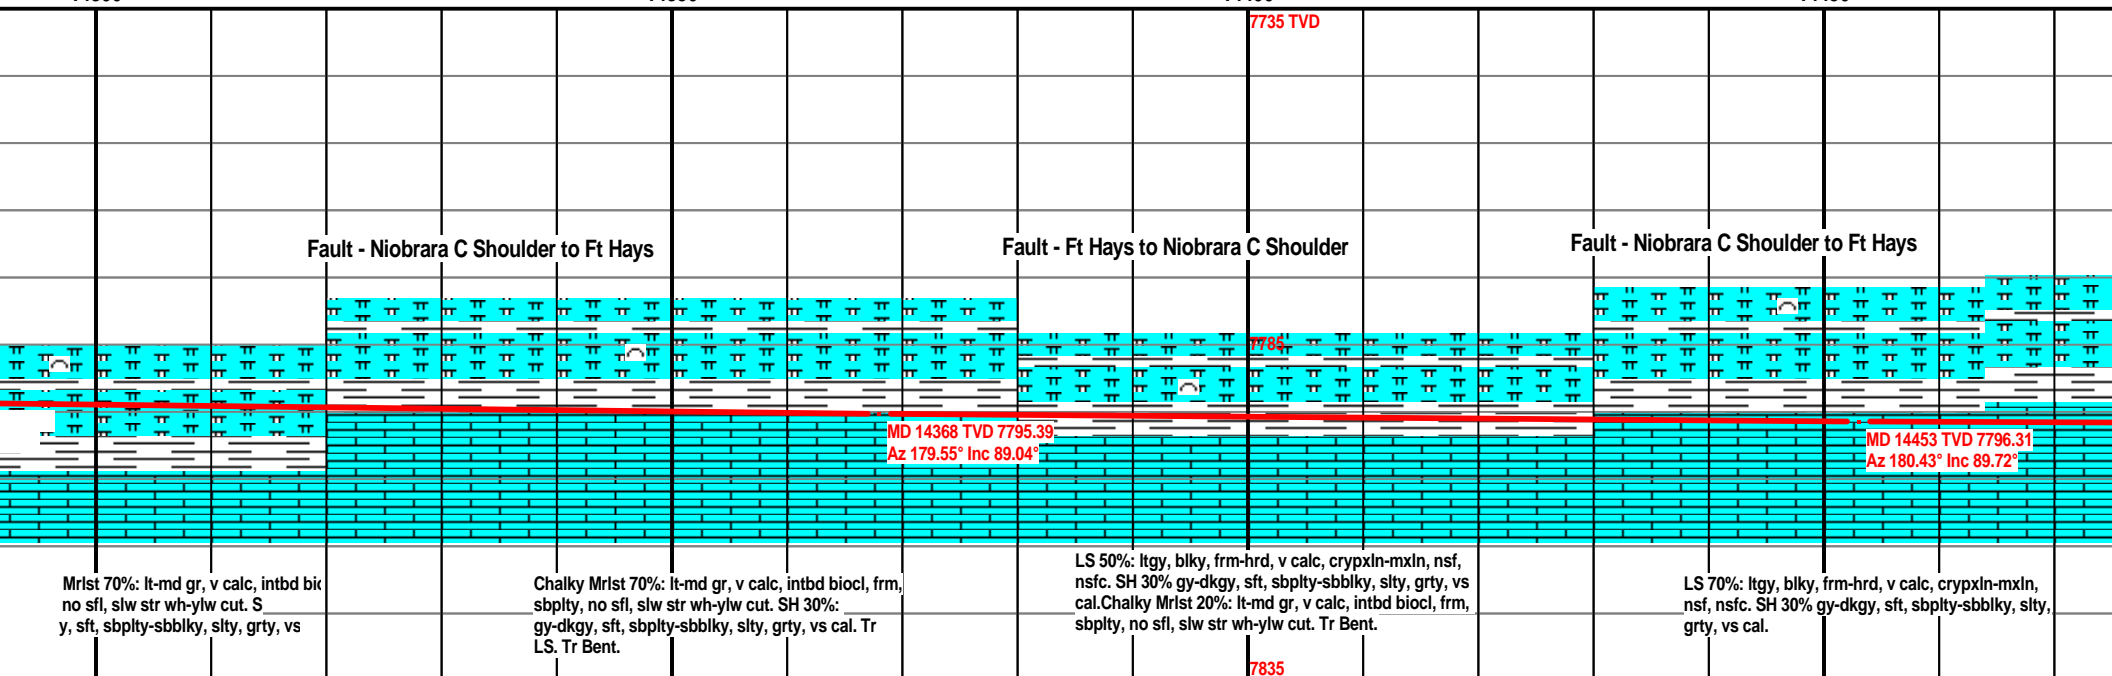 7735 TVD
Fault - Niobrara C Shoulder to Ft Hays
Fault - Ft Hays to Niobrara C Shoulder
Fault - Niobrara C Shoulder to Ft Hays
7785
MD 14368 TVD 7795.39
Az 179.55° Inc 89.04°
MD 14453 TVD 7796.31
Az 180.43° Inc 89.72°
Mrlst 70%: lt-md gr, v calc, intbd bio
no sfl, slw str wh-ylw cut. S
y, sft, sbplty-sbblky, slty, grty, vs
Chalky Mrlst 70%: lt-md gr, v calc, intbd biocl, frm,
sbplty, no sfl, slw str wh-ylw cut. SH 30%:
gy-dkgy, sft, sbplty-sbblky, slty, grty, vs cal. Tr
LS. Tr Bent.
LS 50%: ltgy, blky, frm-hrd, v calc, crypxln-mxln, nsf,
nsfc. SH 30% gy-dkgy, sft, sbplty-sbblky, slty, grty, vs
cal.Chalky Mrlst 20%: lt-md gr, v calc, intbd biocl, frm,
sbplty, no sfl, slw str wh-ylw cut. Tr Bent.
LS 70%: ltgy, blky, frm-hrd, v calc, crypxln-mxln,
nsf, nsfc. SH 30% gy-dkgy, sft, sbplty-sbblky, slty,
grty, vs cal.
7835